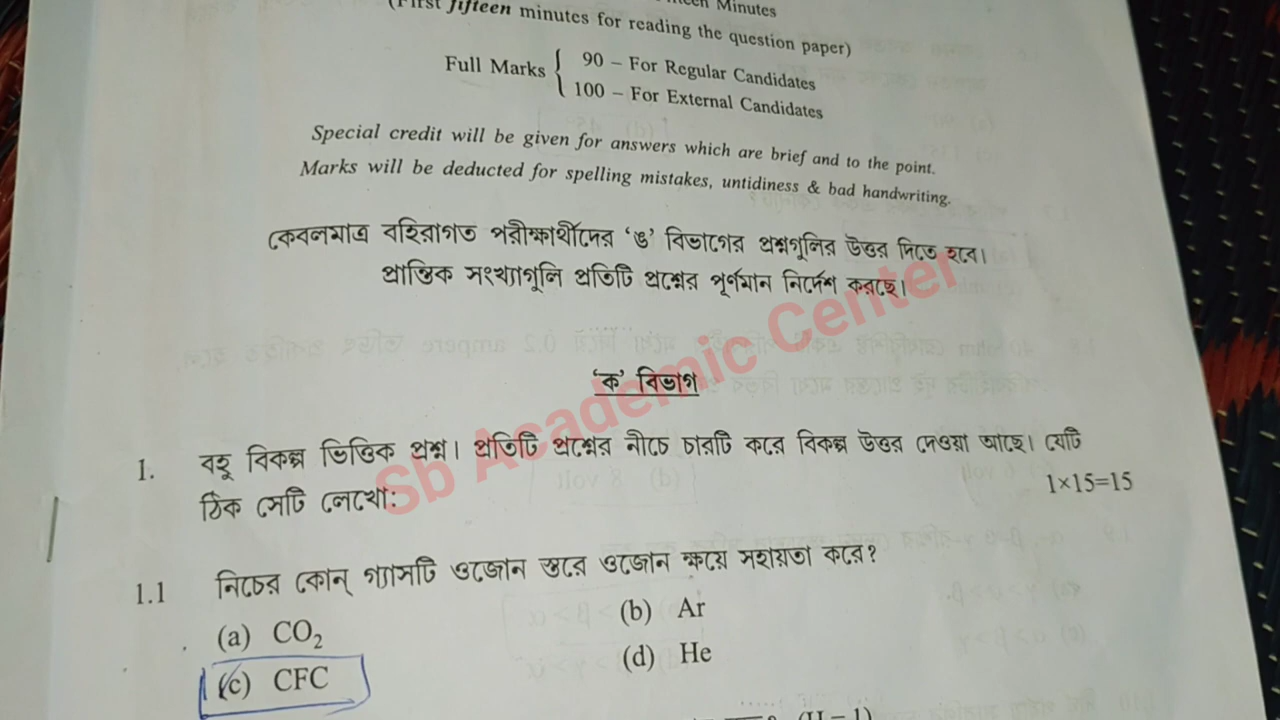 Minutes
(First fifteen minutes for reading the question paper)
Full Marks { 90 – For Regular Candidates
100 – For External Candidates
Special credit will be given for answers which are brief and to the point.
Marks will be deducted for spelling mistakes, untidiness & bad handwriting.
কেবলমাত্র বহিরাগত পরীক্ষার্থীদের ‘ঙ’ বিভাগের প্রশ্নগুলির উত্তর দিতে হবে।
প্রান্তিক সংখ্যাগুলি প্রতিটি প্রশ্নের পূর্ণমান নির্দেশ করছে।
Sb Academic Center
‘ক’ বিভাগ
1. বহু বিকল্প ভিত্তিক প্রশ্ন। প্রতিটি প্রশ্নের নীচে চারটি করে বিকল্প উত্তর দেওয়া আছে। যেটি
ঠিক সেটি লেখো: 1×15=15
1.1 নিচের কোন্ গ্যাসটি ওজোন স্তরে ওজোন ক্ষয়ে সহায়তা করে?
(a) CO₂ (b) Ar
(c) CFC (d) He
(H – 1)